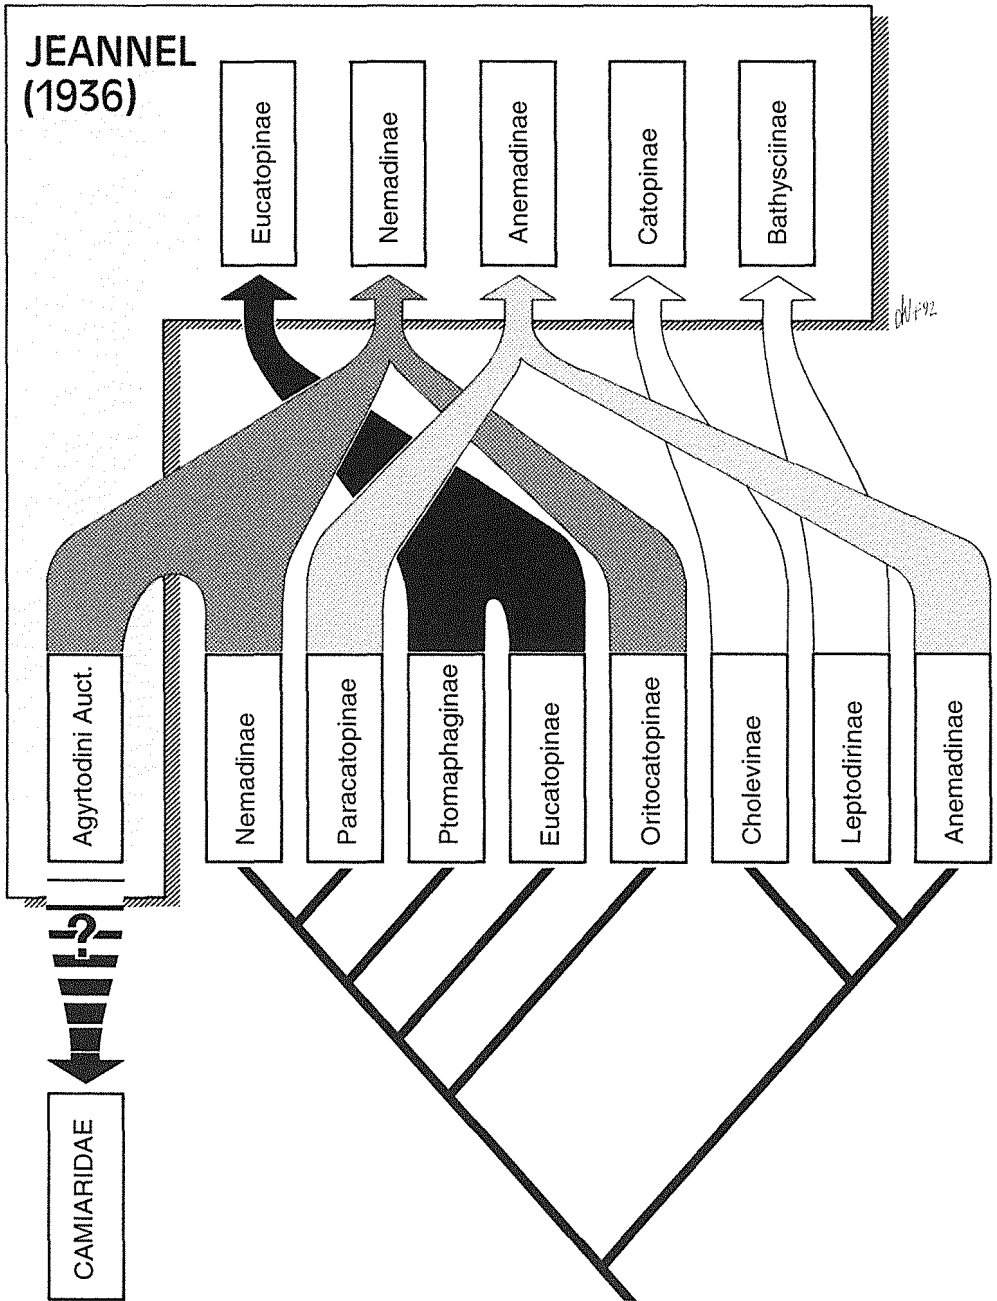 JEANNEL
(1936)
Eucatopinae
Nemadinae
Anemadinae
Catopinae
Bathysciinae
Agyrtodini Auct.
Nemadinae
Paracatopinae
Ptomaphaginae
Eucatopinae
Oritocatopinae
Cholevinae
Leptodirinae
Anemadinae
?
CAMIARIDAE